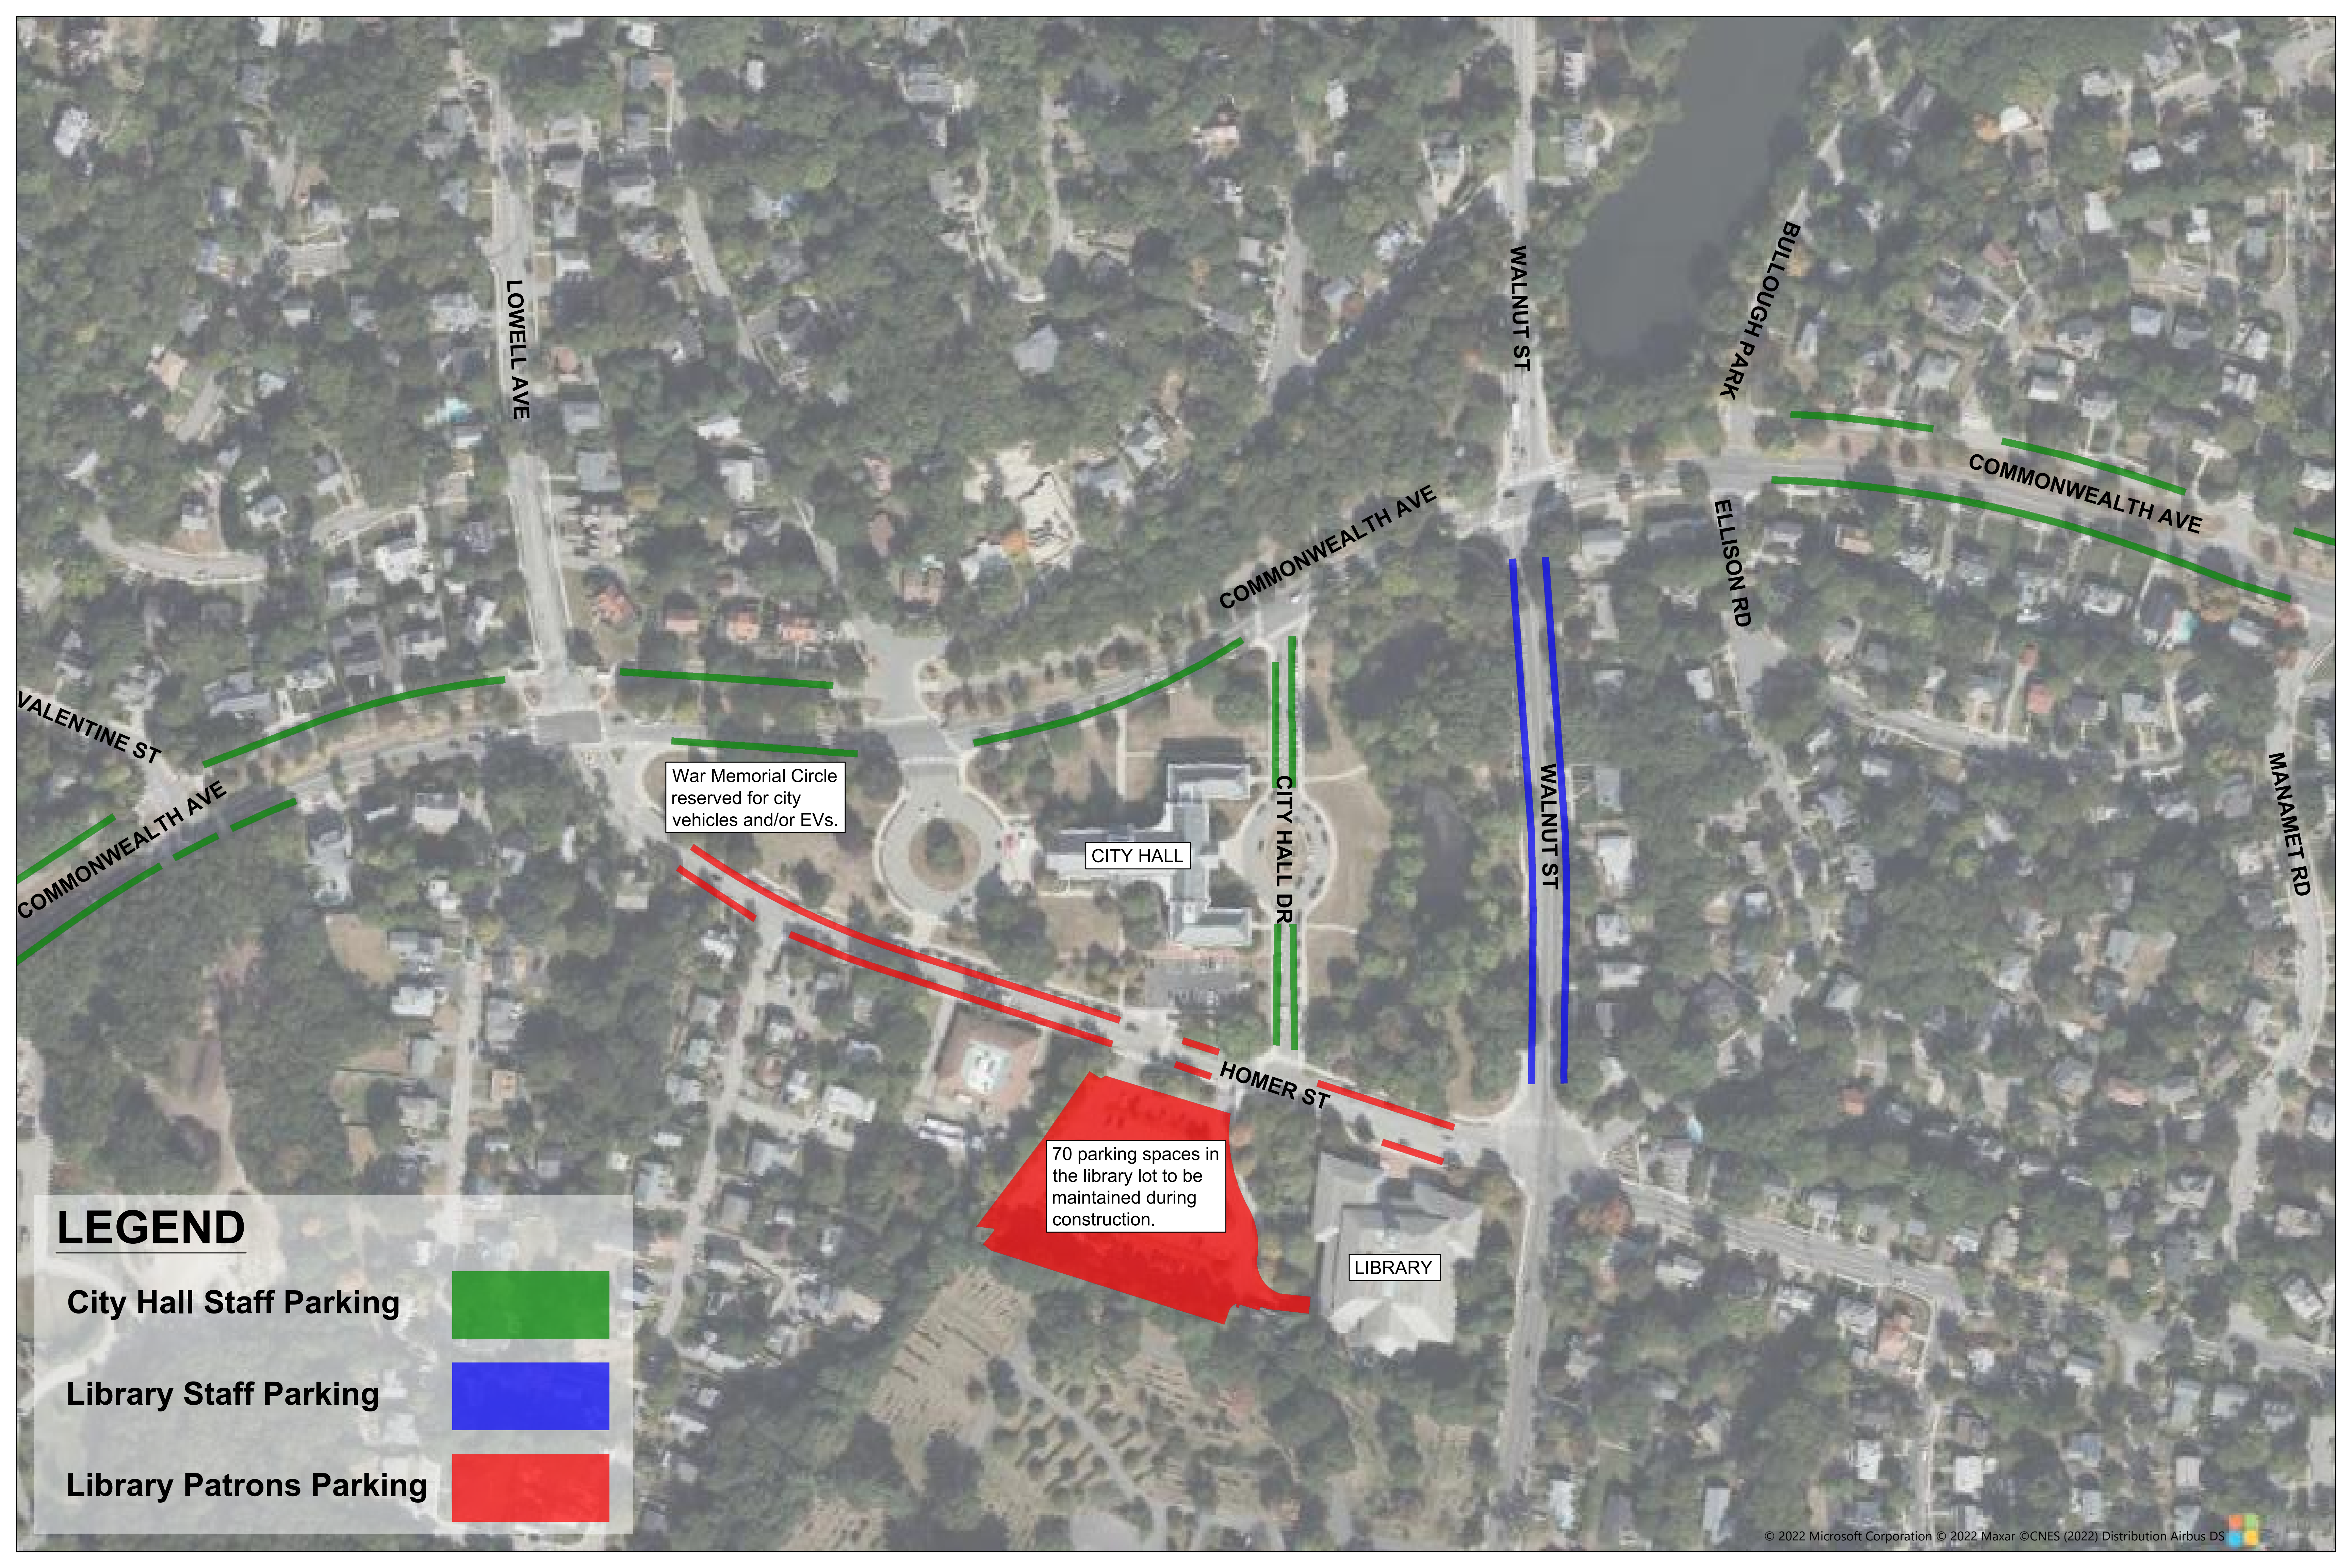 WALNUT ST
BULLOUGH PARK
LOWELL AVE
COMMONWEALTH AVE
COMMONWEALTH AVE
ELLISON RD
VALENTINE ST
COMMONWEALTH AVE
War Memorial Circle
reserved for city
vehicles and/or EVs.
CITY HALL
CITY HALL DR
WALNUT ST
MANAMET RD
HOMER ST
70 parking spaces in
the library lot to be
maintained during
construction.
LIBRARY
LEGEND
City Hall Staff Parking
Library Staff Parking
Library Patrons Parking
© 2022 Microsoft Corporation © 2022 Maxar ©CNES (2022) Distribution Airbus DS